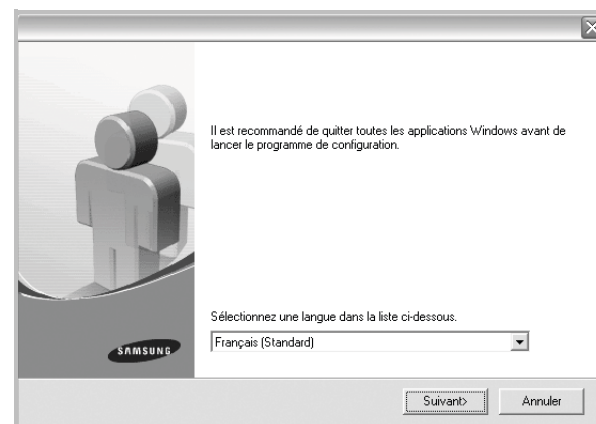 Il est recommandé de quitter toutes les applications Windows avant de
lancer le programme de configuration.
Sélectionnez une langue dans la liste ci-dessous.
Français (Standard)
SAMSUNG
Suivant>
Annuler